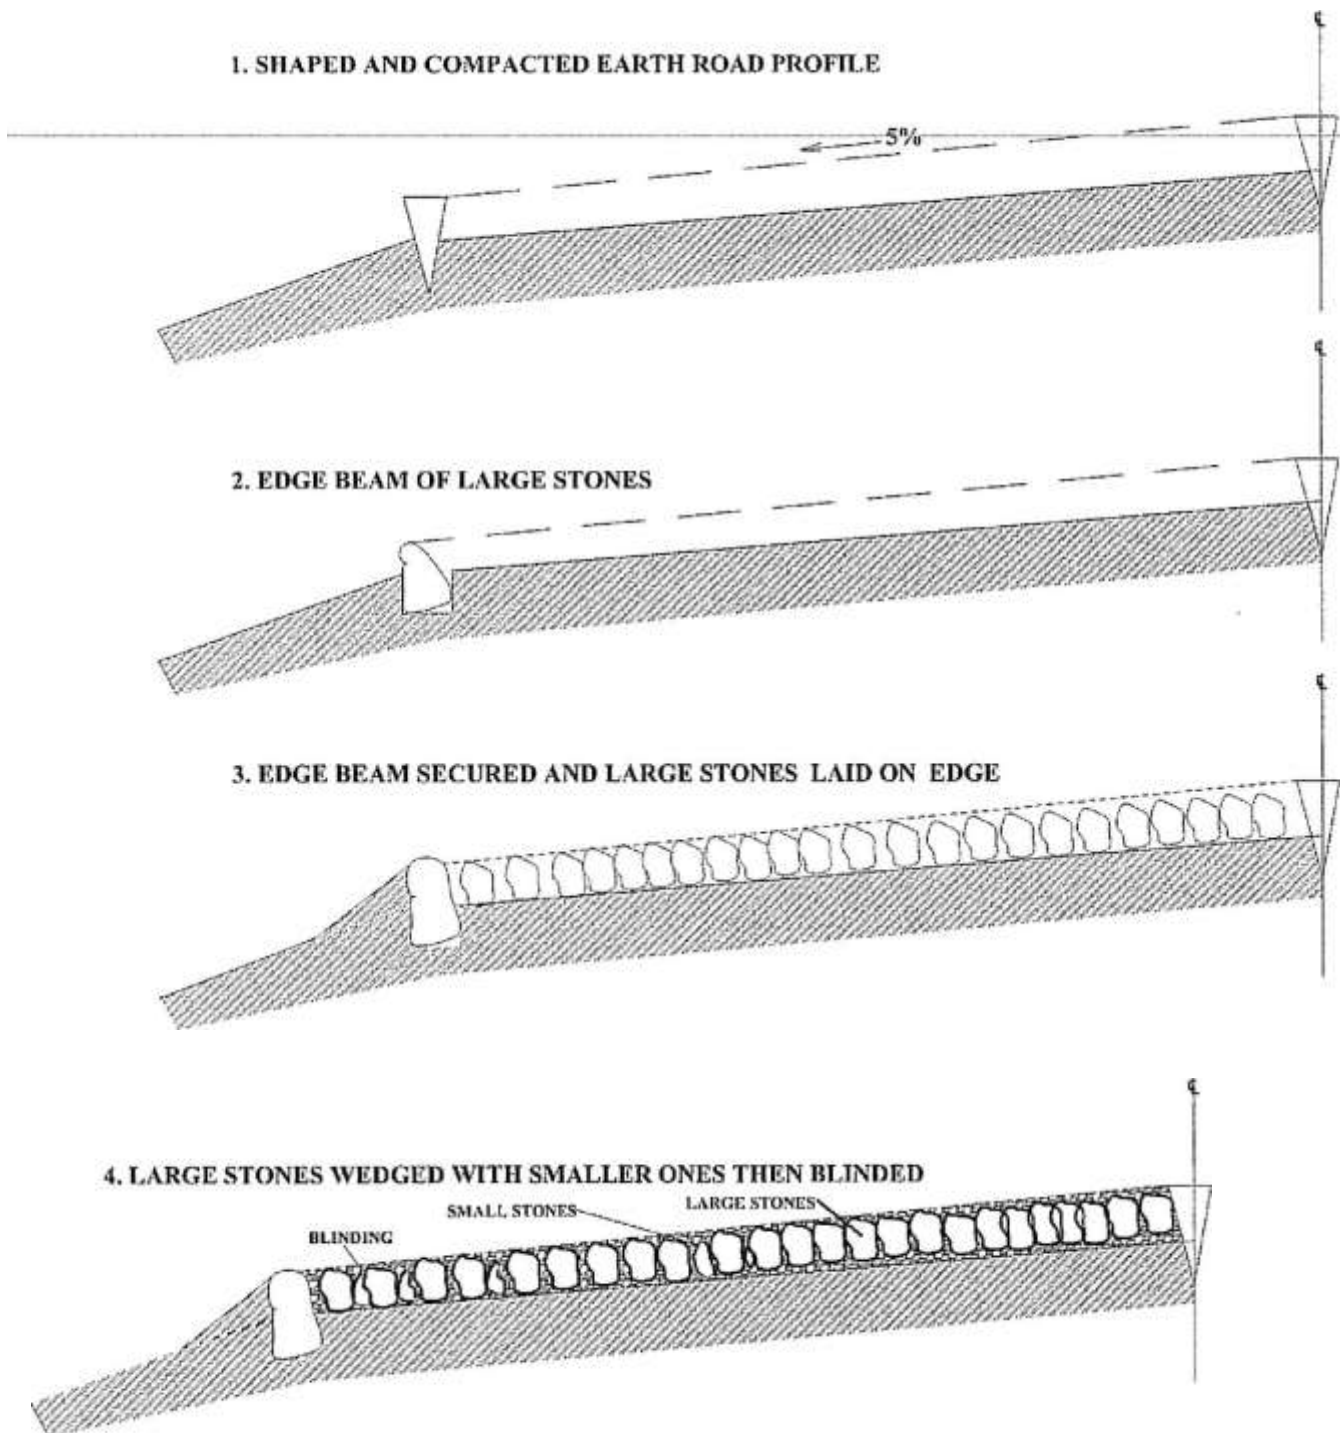 ℄
1. SHAPED AND COMPACTED EARTH ROAD PROFILE
5%
℄
2. EDGE BEAM OF LARGE STONES
℄
3. EDGE BEAM SECURED AND LARGE STONES LAID ON EDGE
℄
4. LARGE STONES WEDGED WITH SMALLER ONES THEN BLINDED
LARGE STONES
SMALL STONES
BLINDING